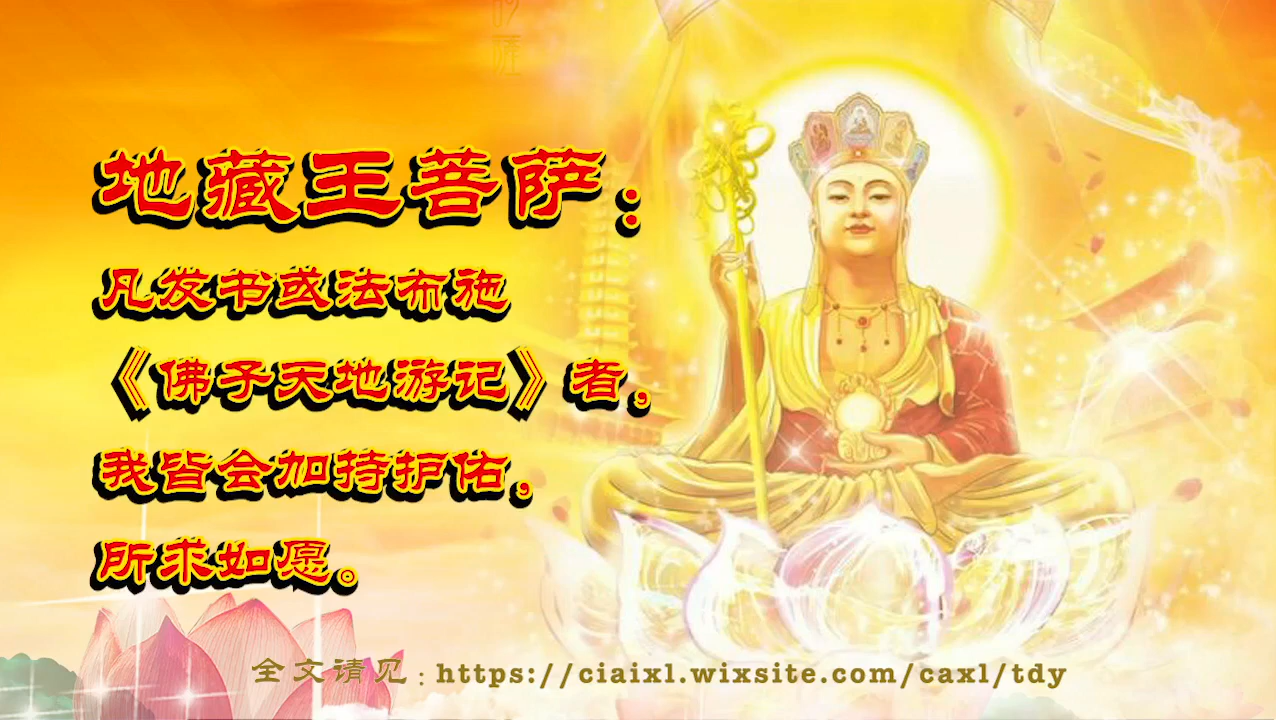 地藏王菩萨：
凡发书或法布施
《佛子天地游记》者，
我皆会加持护佑，
所求如愿。
全文请见：https://ciaixl.wixsite.com/caxl/tdy